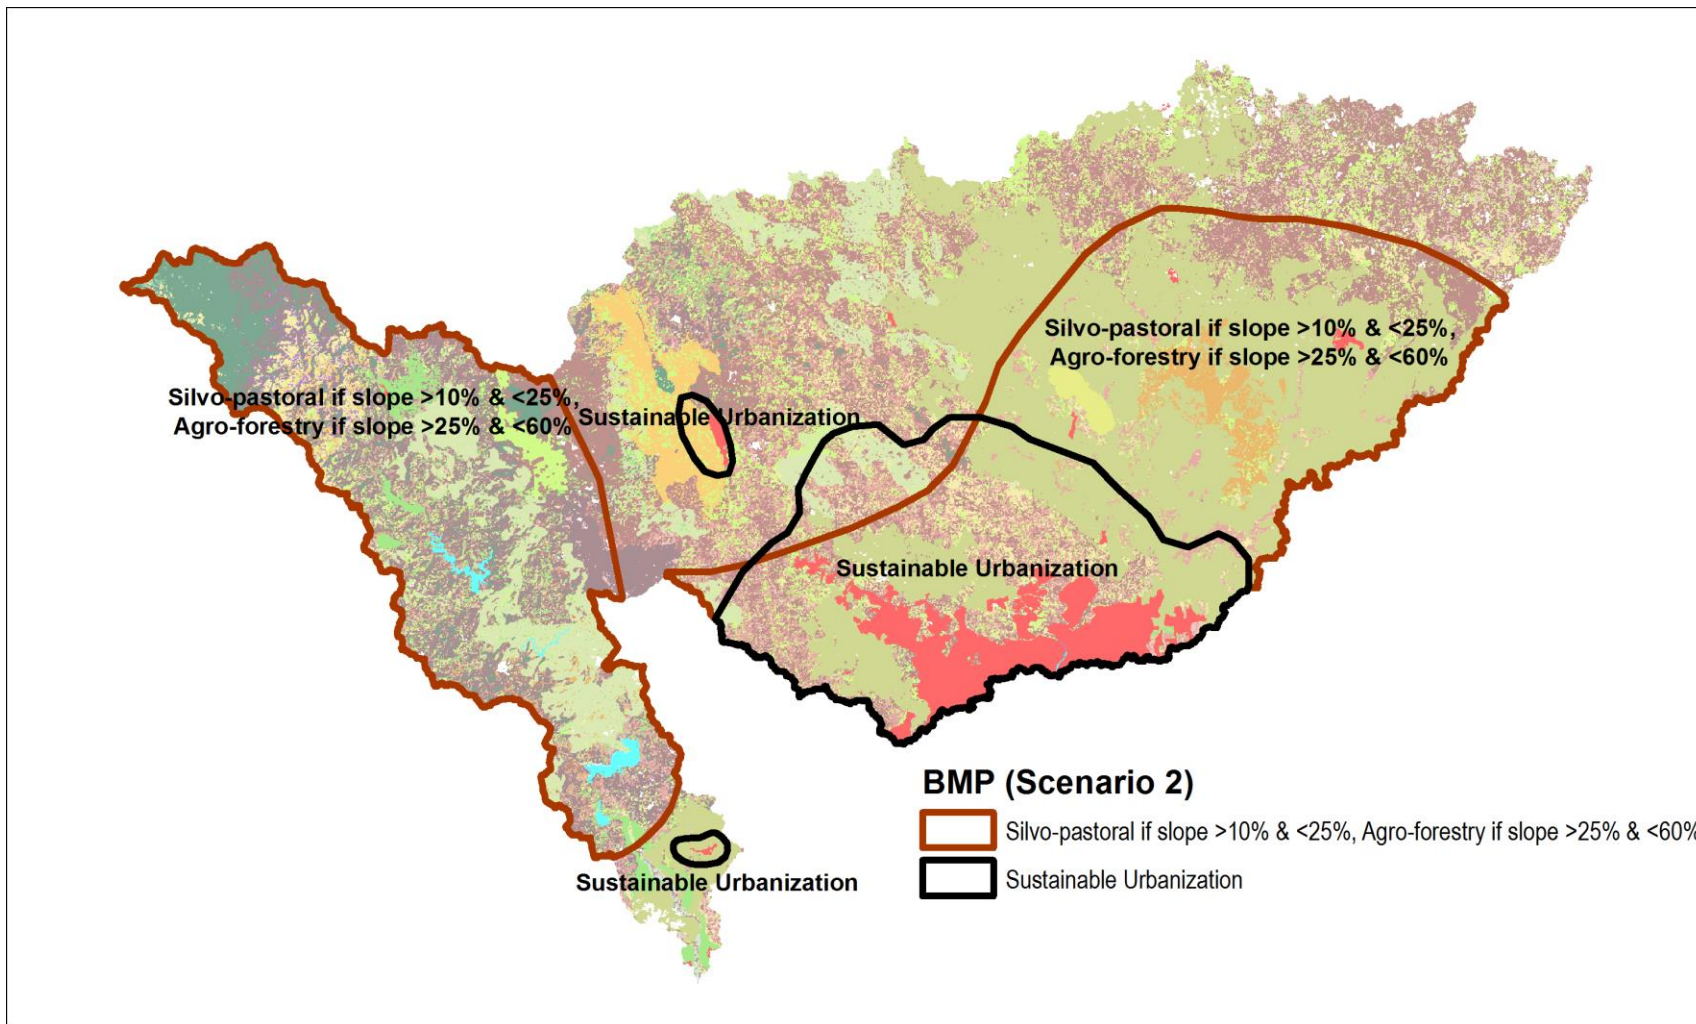 Silvo-pastoral if slope >10% & <25%,
Agro-forestry if slope >25% & <60%
Silvo-pastoral if slope >10% & <25%,
Agro-forestry if slope >25% & <60%
Sustainable Urbanization
Sustainable Urbanization
Sustainable Urbanization
BMP (Scenario 2)
Silvo-pastoral if slope >10% & <25%, Agro-forestry if slope >25% & <60%
Sustainable Urbanization